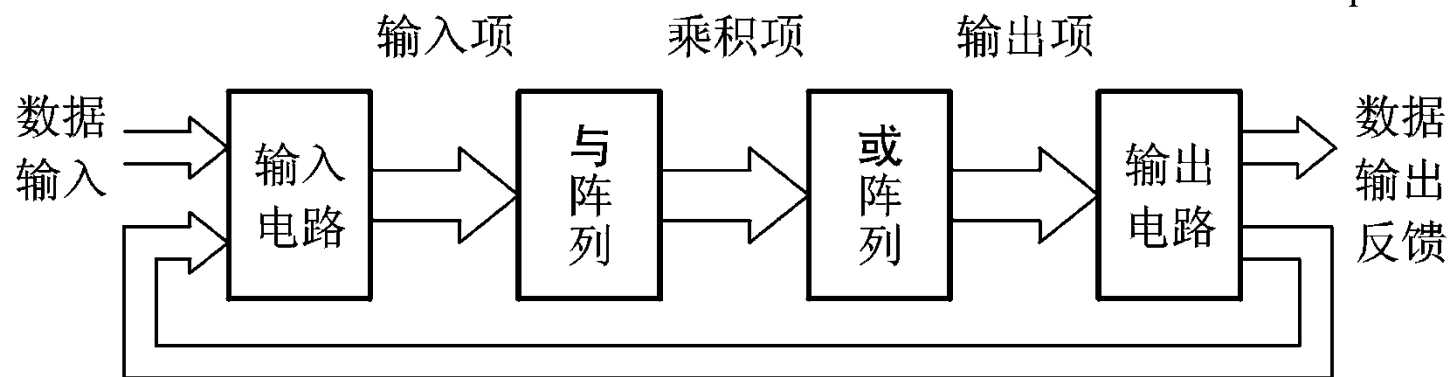 p
输入项 乘积项 输出项
数据
输入
输入
电路
与
阵
列
或
阵
列
输出
电路
数据
输出
反馈